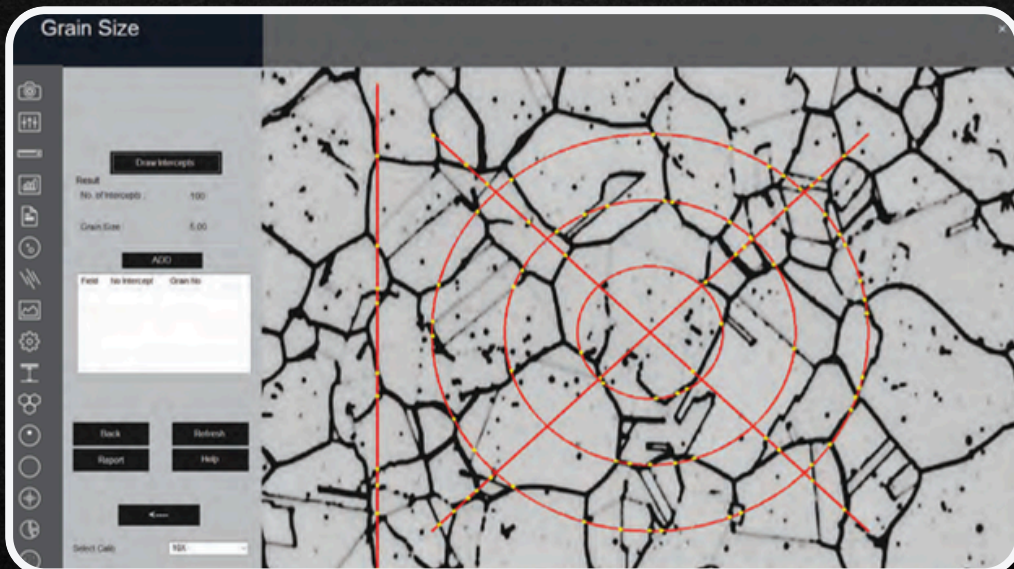 Grain Size
Draw Intercepts
Result
No. of Intercepts : 100
Grain Size 5.00
ADD
Field No Intercept Grain No
Back Refresh
Report Help
<----
Select Calib 10X